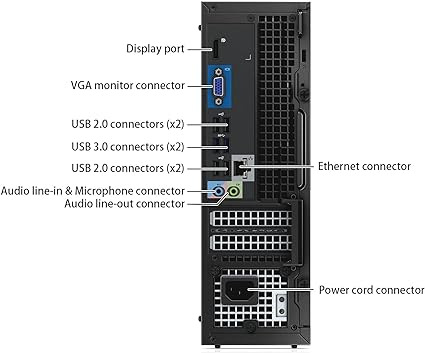 Display port
VGA monitor connector
USB 2.0 connectors (x2)
USB 3.0 connectors (x2)
USB 2.0 connectors (x2)
Ethernet connector
Audio line-in & Microphone connector
Audio line-out connector
Power cord connector